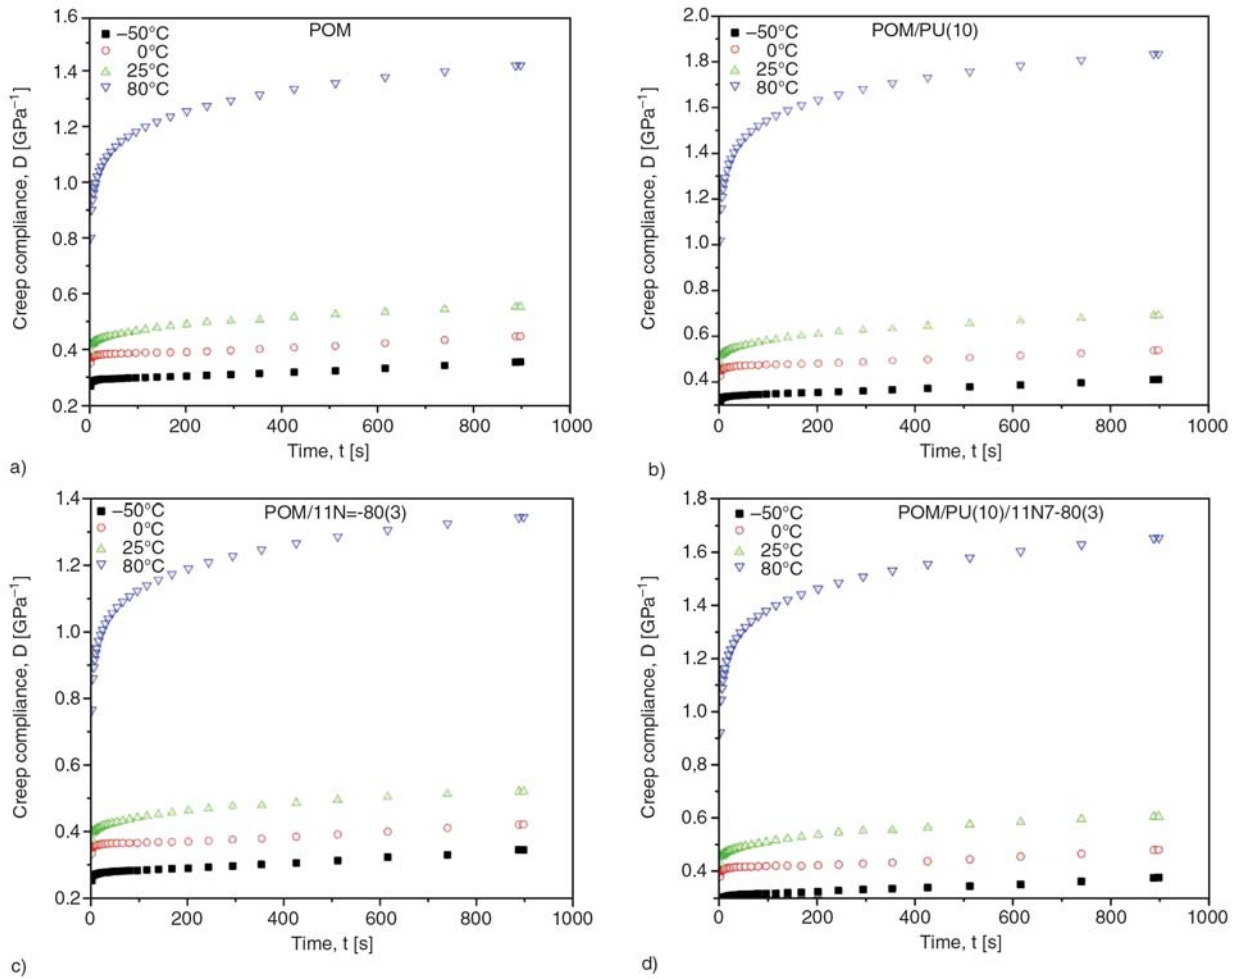 POM
–50°C
0°C
25°C
80°C
1.6
1.4
1.2
1.0
0.8
0.6
0.4
0.2
Creep compliance, D [GPa⁻¹]
0 200 400 600 800 1000
Time, t [s]
a)
POM/PU(10)
–50°C
0°C
25°C
80°C
2.0
1.8
1.6
1.4
1.2
1.0
0.8
0.6
0.4
Creep compliance, D [GPa⁻¹]
0 200 400 600 800 1000
Time, t [s]
b)
POM/11N=-80(3)
–50°C
0°C
25°C
80°C
1.4
1.2
1.0
0.8
0.6
0.4
0.2
Creep compliance, D [GPa⁻¹]
0 200 400 600 800 1000
Time, t [s]
c)
POM/PU(10)/11N7-80(3)
–50°C
0°C
25°C
80°C
1.8
1.6
1.4
1.2
1.0
0,8
0.6
0.4
Creep compliance, D [GPa⁻¹]
0 200 400 600 800 1000
Time, t [s]
d)